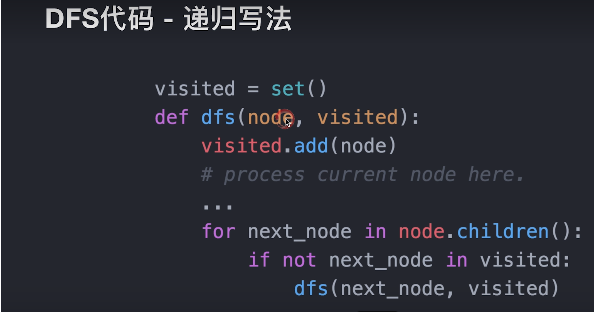 DFS代码 - 递归写法
visited = set()
def dfs(node, visited):
visited.add(node)
# process current node here.
...
for next_node in node.children():
if not next_node in visited:
dfs(next_node, visited)